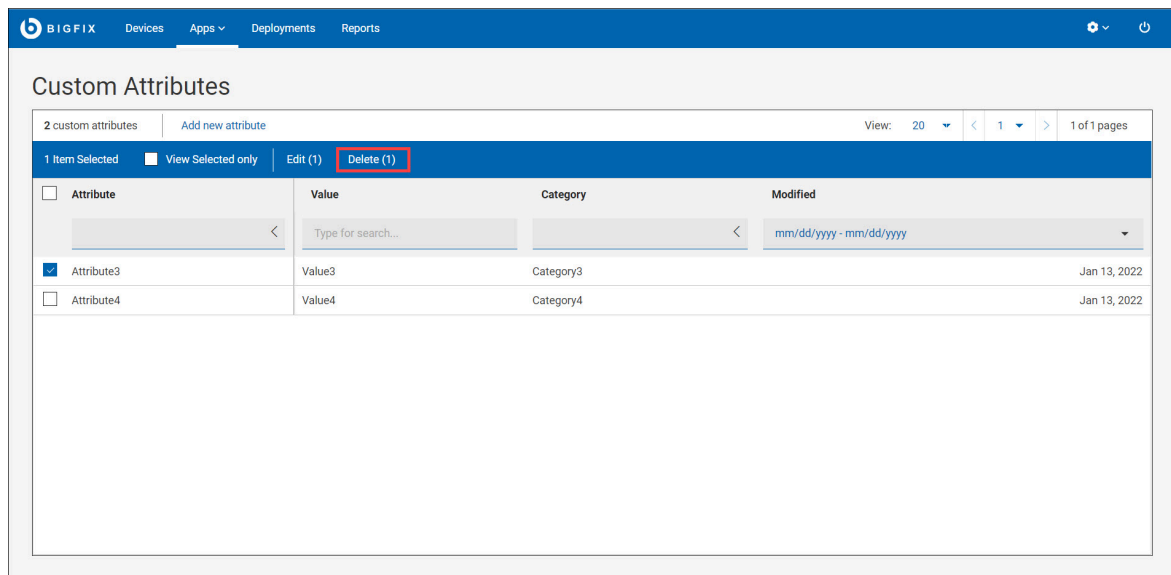 BIGFIX Devices Apps Deployments Reports
Custom Attributes
2 custom attributes Add new attribute View: 20 1 1 of 1 pages
1 Item Selected View Selected only Edit (1) Delete (1)
Attribute Value Category Modified
Type for search... mm/dd/yyyy - mm/dd/yyyy
Attribute3 Value3 Category3 Jan 13, 2022
Attribute4 Value4 Category4 Jan 13, 2022